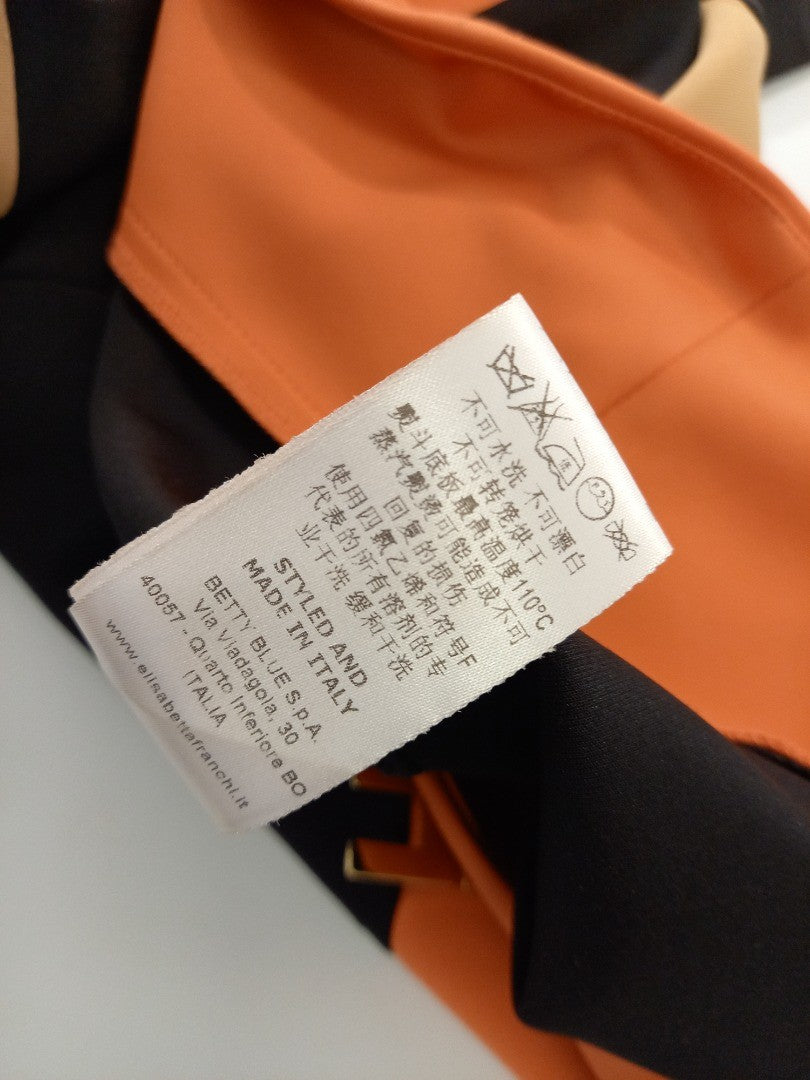 不可水洗 不可漂白
不可转笼烘干
熨斗底板最高温度110ºC
蒸汽熨烫可能造成不可
回复的损伤
使用四氯乙烯和符号F
代表的所有溶剂的专
业干洗 缓和干洗
STYLED AND
MADE IN ITALY
BETTY BLUE S.p.A.
Via Viadagola, 30
40057 - Quarto Inferiore BO
ITALIA
www.elisabettafranchi.it